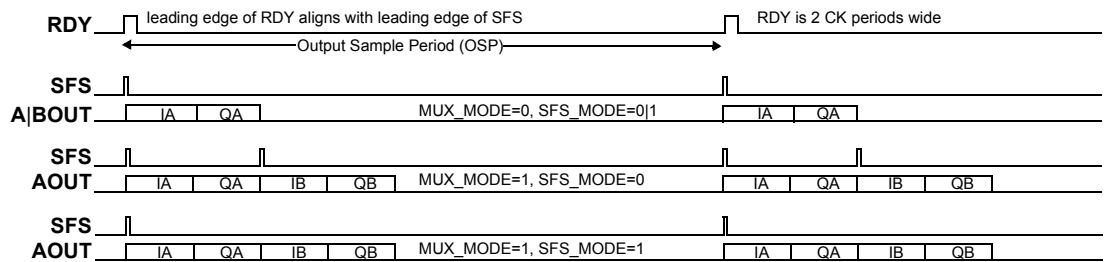 RDY leading edge of RDY aligns with leading edge of SFS RDY is 2 CK periods wide
Output Sample Period (OSP)
SFS
A|BOUT IA QA MUX_MODE=0, SFS_MODE=0|1 IA QA
SFS
AOUT IA QA IB QB MUX_MODE=1, SFS_MODE=0 IA QA IB QB
SFS
AOUT IA QA IB QB MUX_MODE=1, SFS_MODE=1 IA QA IB QB